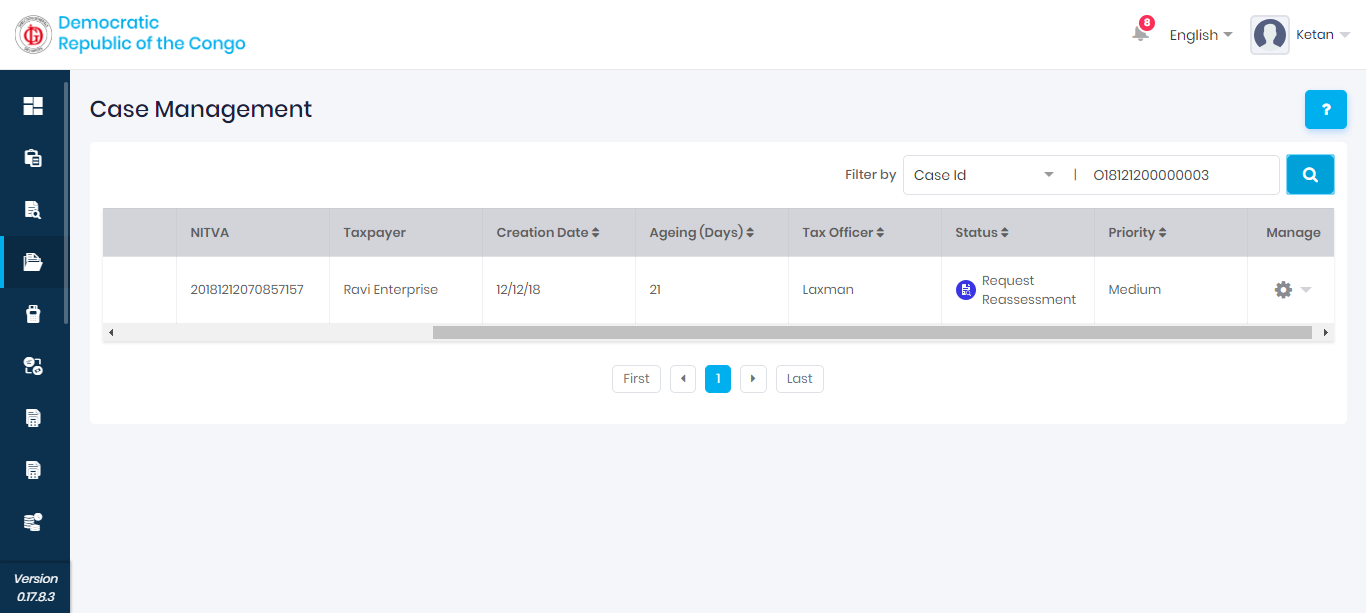 Democratic
Republic of the Congo
8
English
Ketan
Case Management
?
Filter by
Case Id
|
O18121200000003
NITVA
Taxpayer
Creation Date
Ageing (Days)
Tax Officer
Status
Priority
Manage
20181212070857157
Ravi Enterprise
12/12/18
21
Laxman
Request
Reassessment
Medium
First
1
Last
Version
0.17.8.3